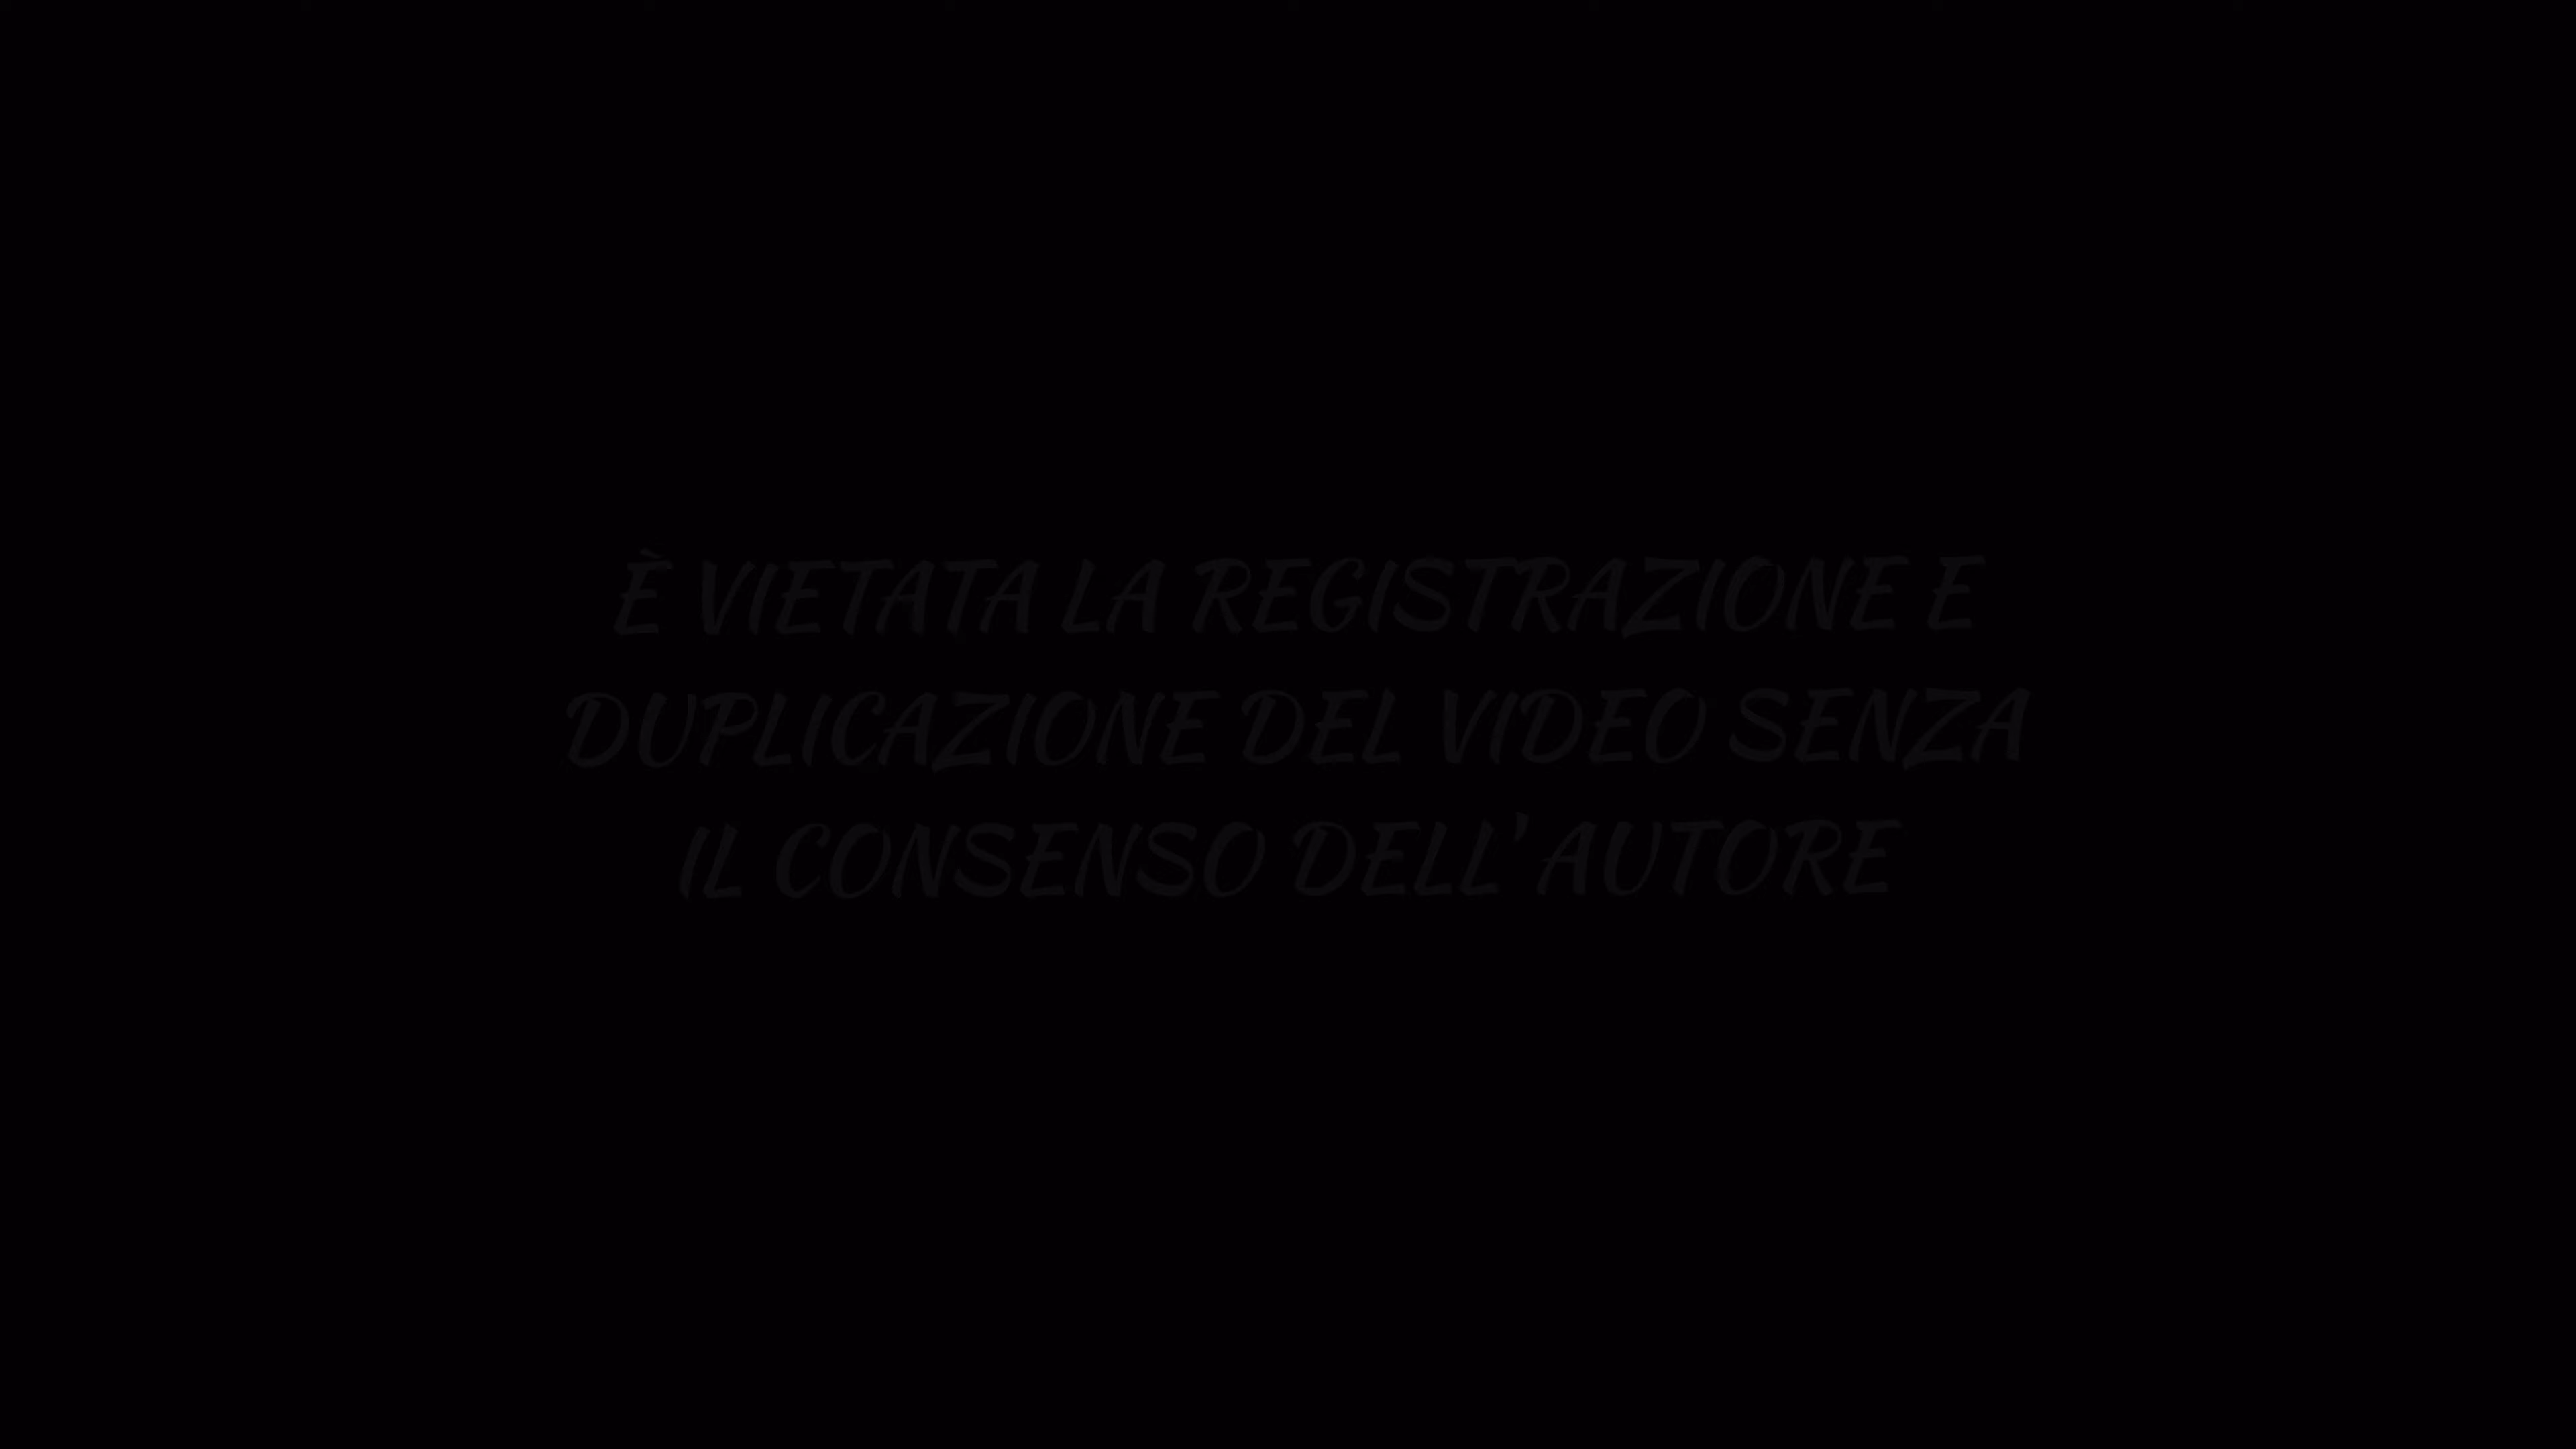 È VIETATA LA REGISTRAZIONE E
DUPLICAZIONE DEL VIDEO SENZA
IL CONSENSO DELL'AUTORE